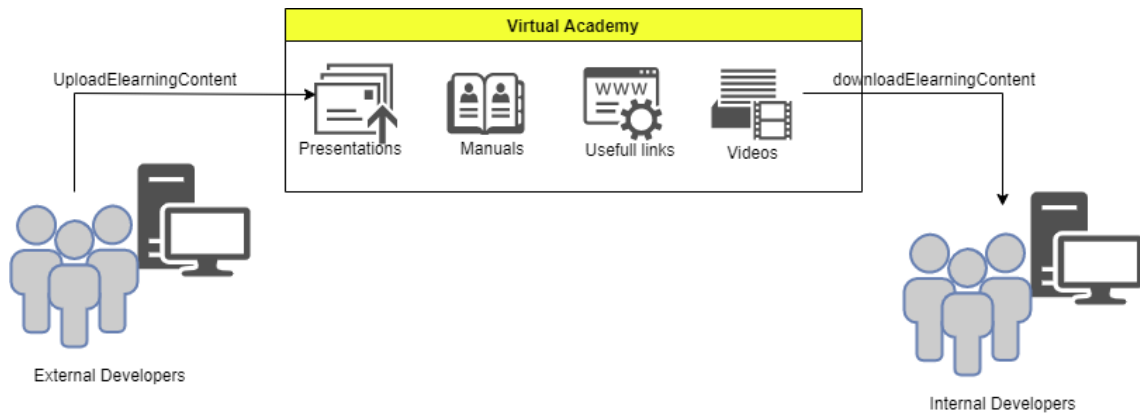 Virtual Academy
UploadElearningContent
downloadElearningContent
WWW
Presentations
Manuals
Usefull links
Videos
External Developers
Internal Developers